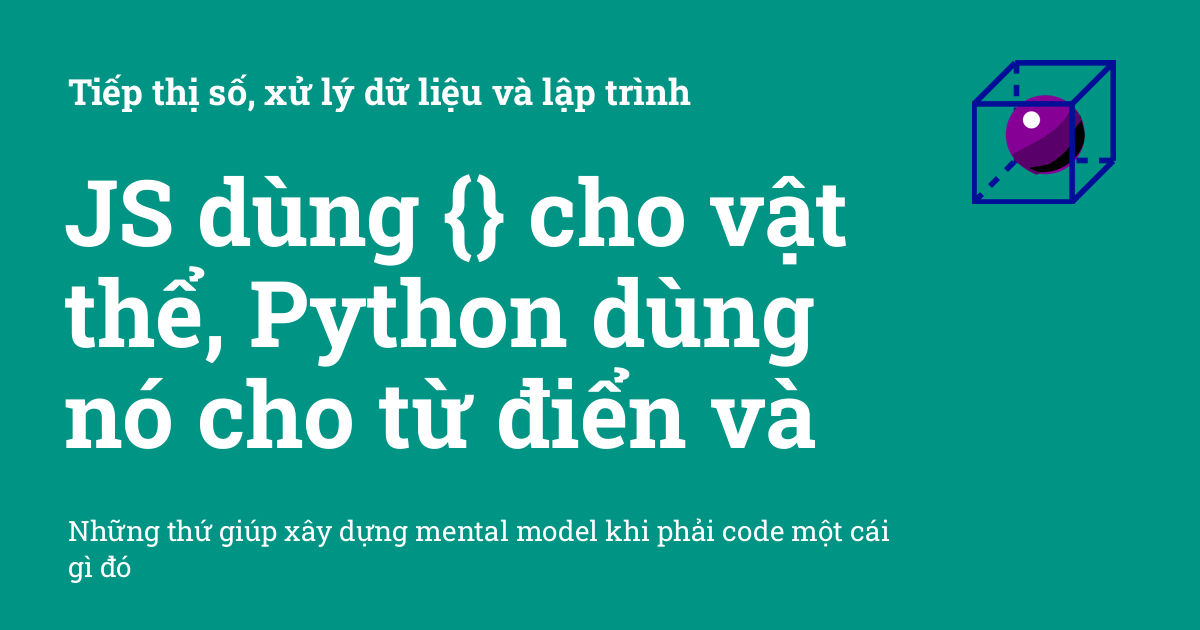 Tiếp thị số, xử lý dữ liệu và lập trình
JS dùng {} cho vật
thể, Python dùng
nó cho từ điển và
Những thứ giúp xây dựng mental model khi phải code một cái
gì đó